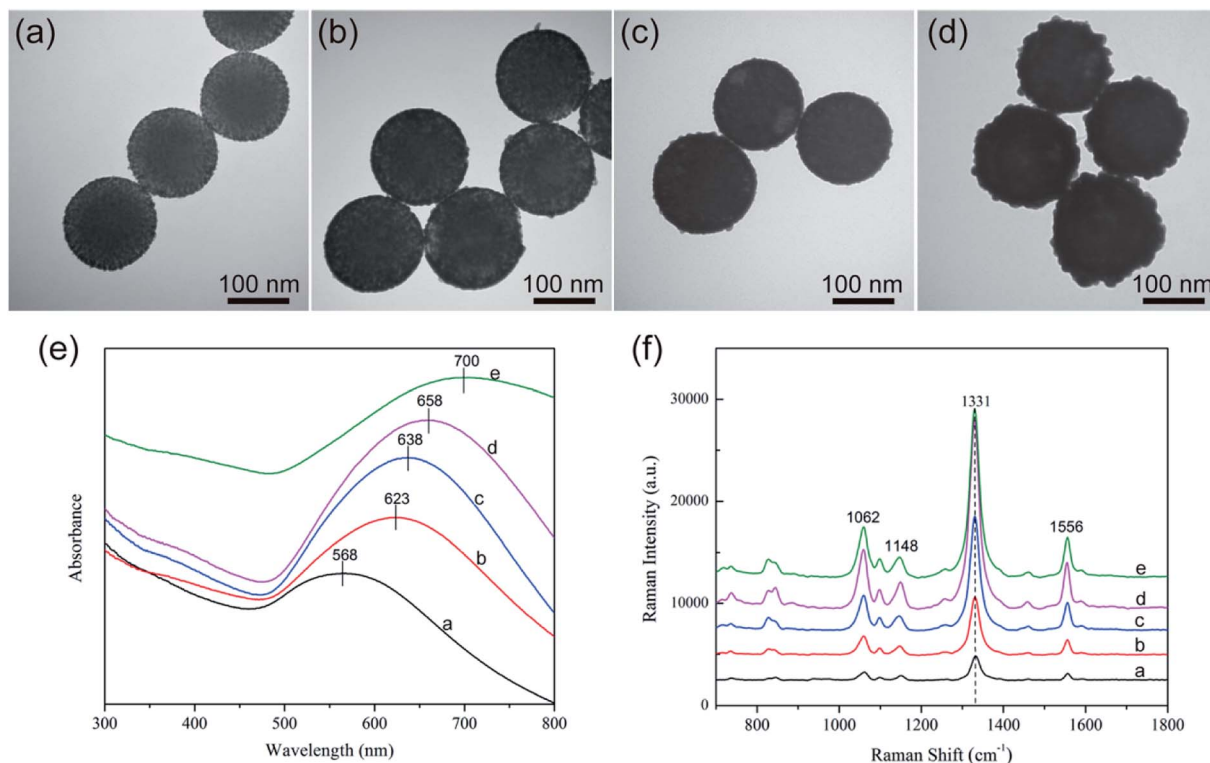 (a)
(b)
(c)
(d)
100 nm
100 nm
100 nm
100 nm
(e)
700
e
658
d
638
c
623
b
568
a
Absorbance
300
400
500
600
700
800
Wavelength (nm)
(f)
30000
20000
10000
0
Raman Intensity (a.u.)
1331
1062
1148
1556
e
d
c
b
a
800
1000
1200
1400
1600
1800
Raman Shift (cm⁻¹)